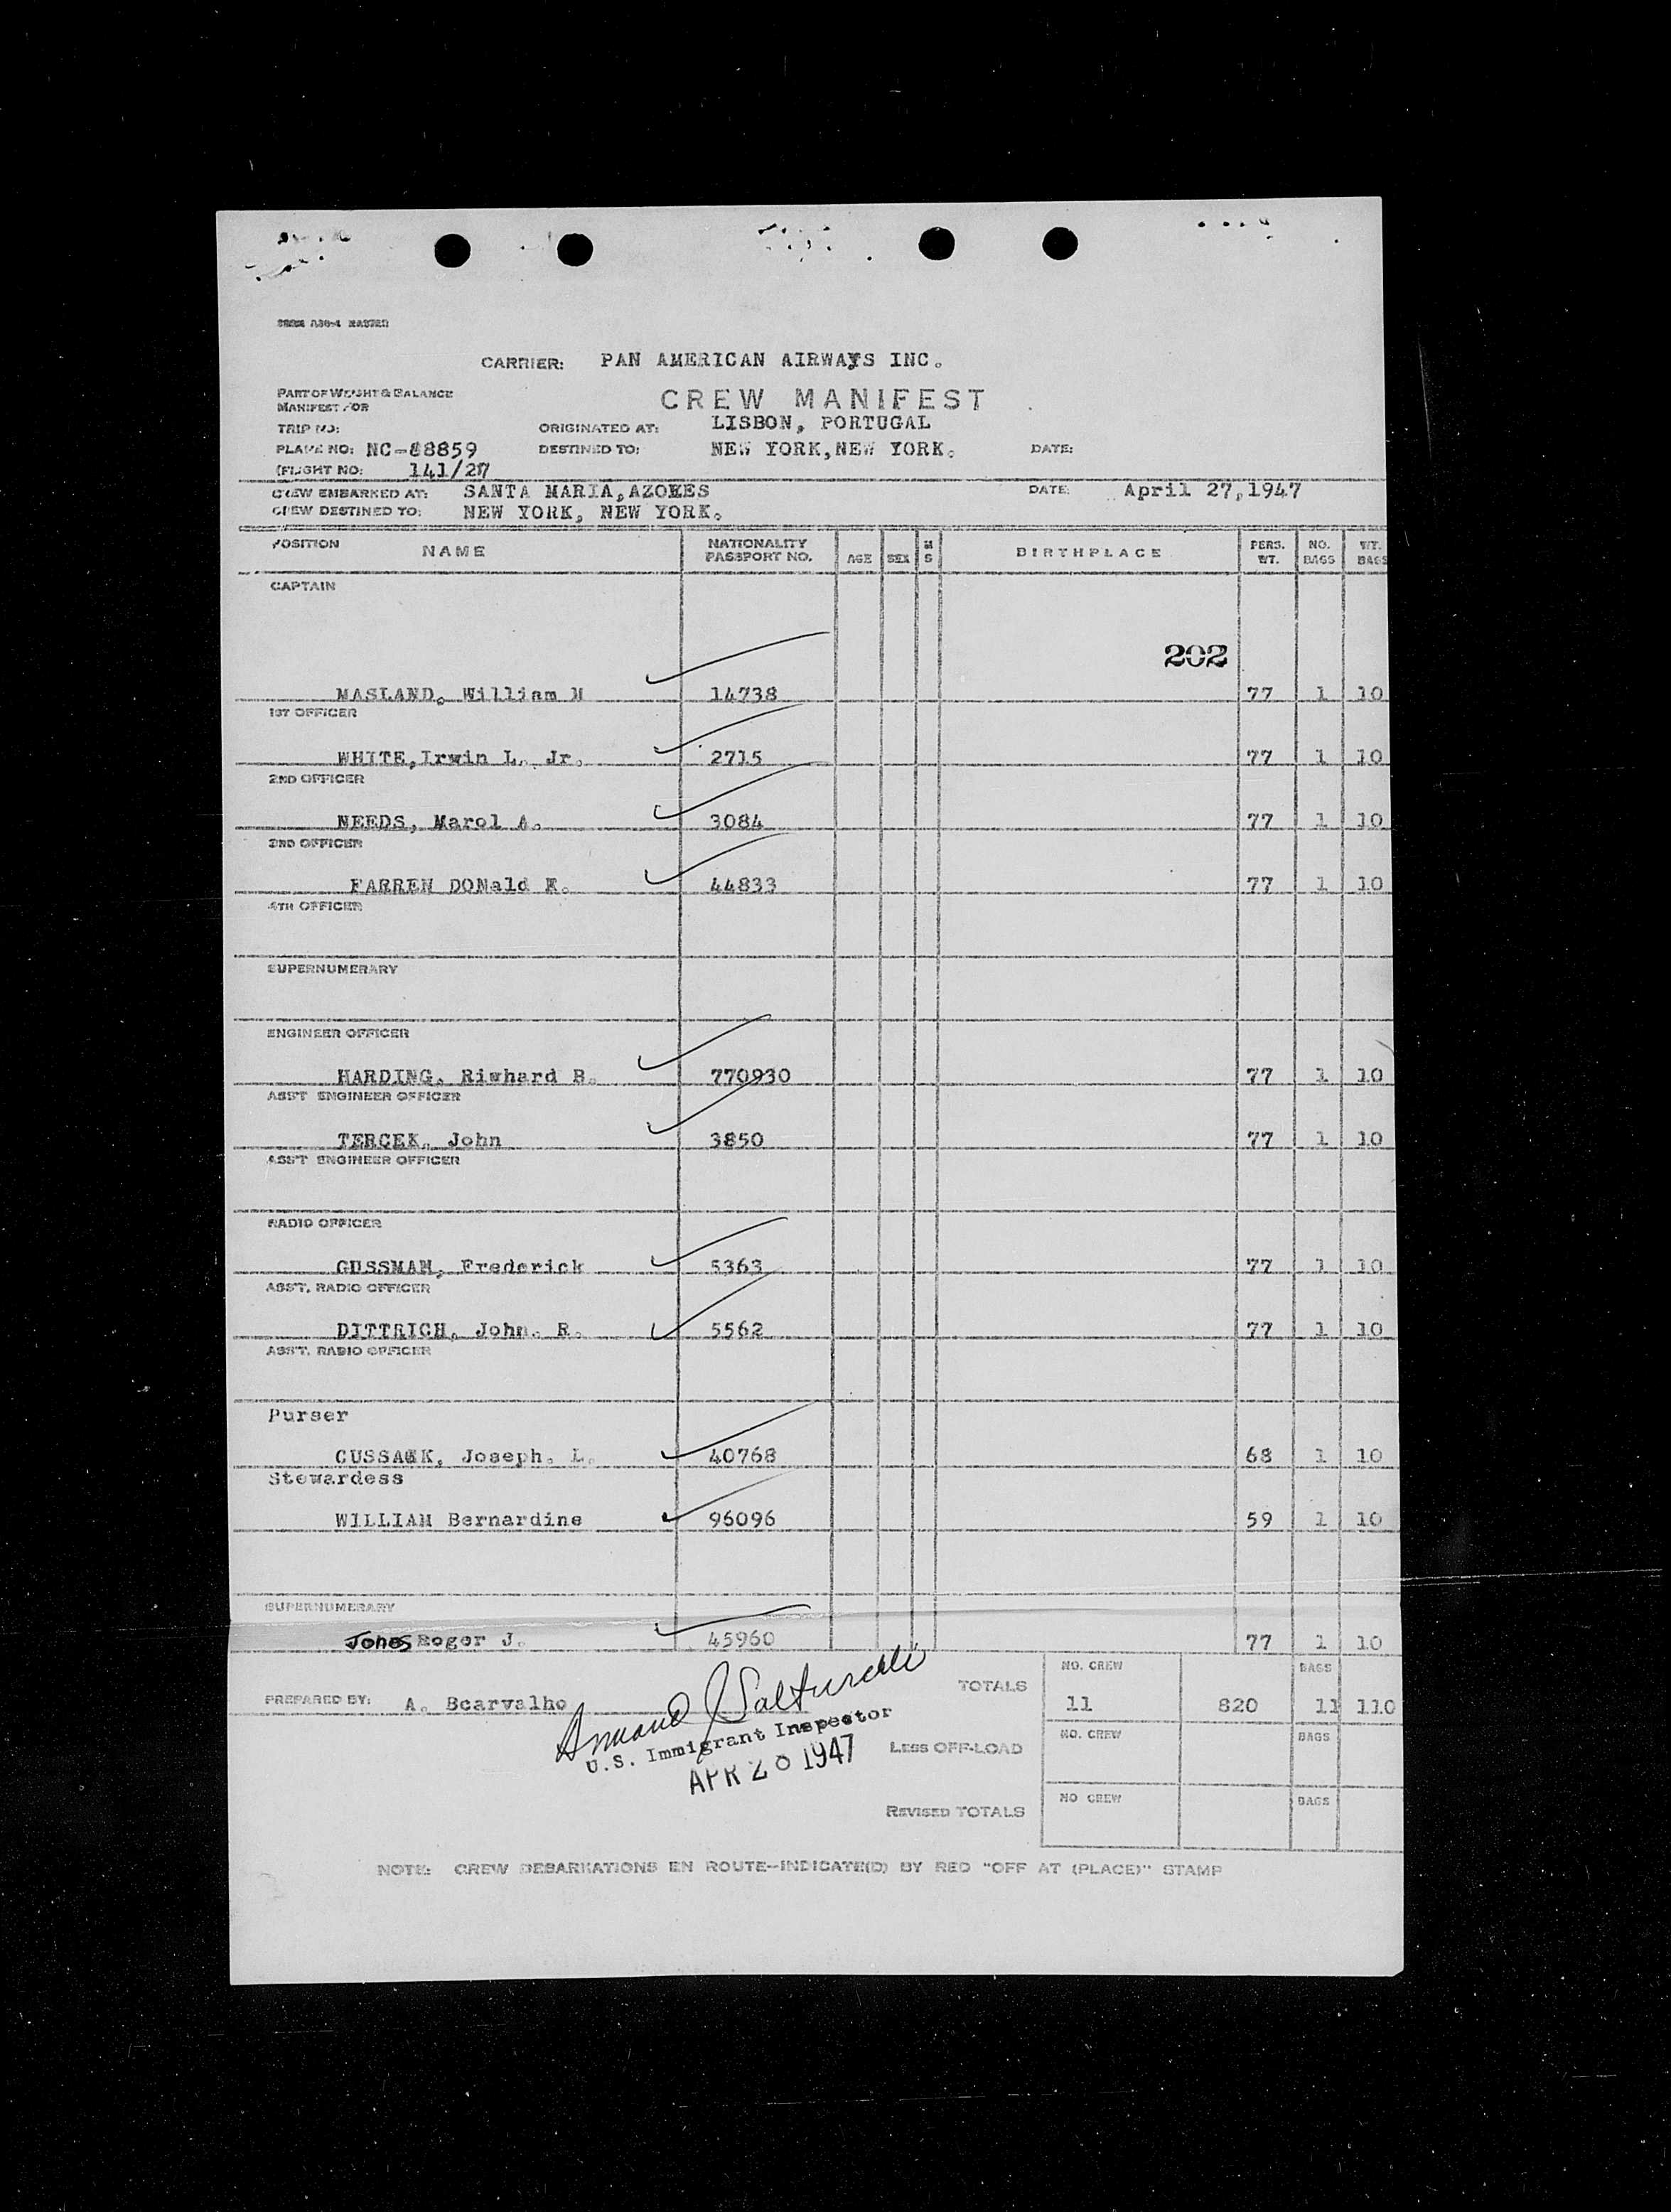 CARRIER: PAN AMERICAN AIRWAYS INC.
PART OF WEIGHT & BALANCE
MANIFEST FOR
CREW MANIFEST
TRIP NO: ORIGINATED AT: LISBON, PORTUGAL
PLANE NO: NC-88859 DESTINED TO: NEW YORK,NEW YORK. DATE:
(FLIGHT NO: 141/27
CREW EMBARKED AT: SANTA MARIA,AZORES DATE: April 27,1947
CREW DESTINED TO: NEW YORK, NEW YORK.
POSITION NAME NATIONALITY PASSPORT NO. AGE SEX M S BIRTHPLACE PERS. WT. NO. BAGS WT. BAGS
CAPTAIN
202
MASLAND, William M 14738 77 1 10
1ST OFFICER
WHITE,Irwin L. Jr. 2715 77 1 10
2ND OFFICER
NEEDS, Marol A. 3084 77 1 10
2ND OFFICER
FARREN DONald K. 44833 77 1 10
4TH OFFICER
SUPERNUMERARY
ENGINEER OFFICER
HARDING, Riwhard B. 770930 77 1 10
ASS'T ENGINEER OFFICER
TERCEK, John 3850 77 1 10
ASS'T ENGINEER OFFICER
RADIO OFFICER
GUSSMAN, Frederick 5363 77 1 10
ASS'T. RADIO OFFICER
DITTRICH, John. R. 5562 77 1 10
ASS'T. RADIO OFFICER
Purser
CUSSACK, Joseph. L. 40768 68 1 10
Stewardess
WILLIAM Bernardine 96096 59 1 10
SUPERNUMERARY
Jones Roger J. 45960 77 1 10
NO. CREW BAGS
PREPARED BY: A. Bcarvalho TOTALS 11 820 11 110
U.S. Immigrant Inspector
NO. CREW BAGS
LESS OFF-LOAD
APR 28 1947
NO CREW BAGS
REVISED TOTALS
NOTE: CREW DEBARKATIONS EN ROUTE--INDICATE(D) BY RED "OFF AT (PLACE)" STAMP